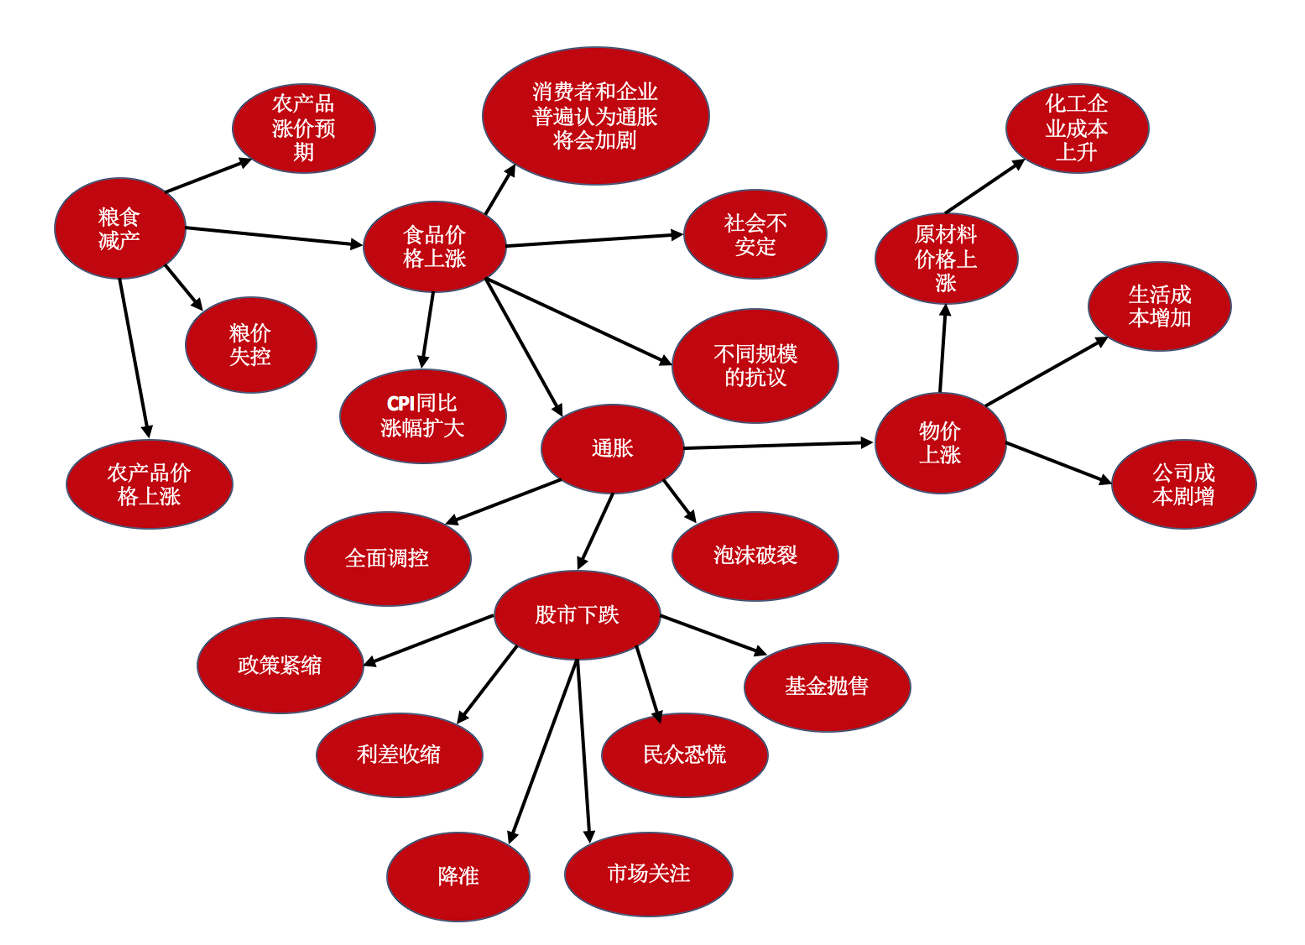 消费者和企业
普遍认为通胀
将会加剧
农产品
涨价预
期
化工企
业成本
上升
粮食
减产
食品价
格上涨
社会不
安定
原材料
价格上
涨
生活成
本增加
粮价
失控
不同规模
的抗议
CPI同比
涨幅扩大
通胀
物价
上涨
农产品价
格上涨
公司成
本剧增
全面调控
泡沫破裂
股市下跌
政策紧缩
基金抛售
利差收缩
民众恐慌
降准
市场关注